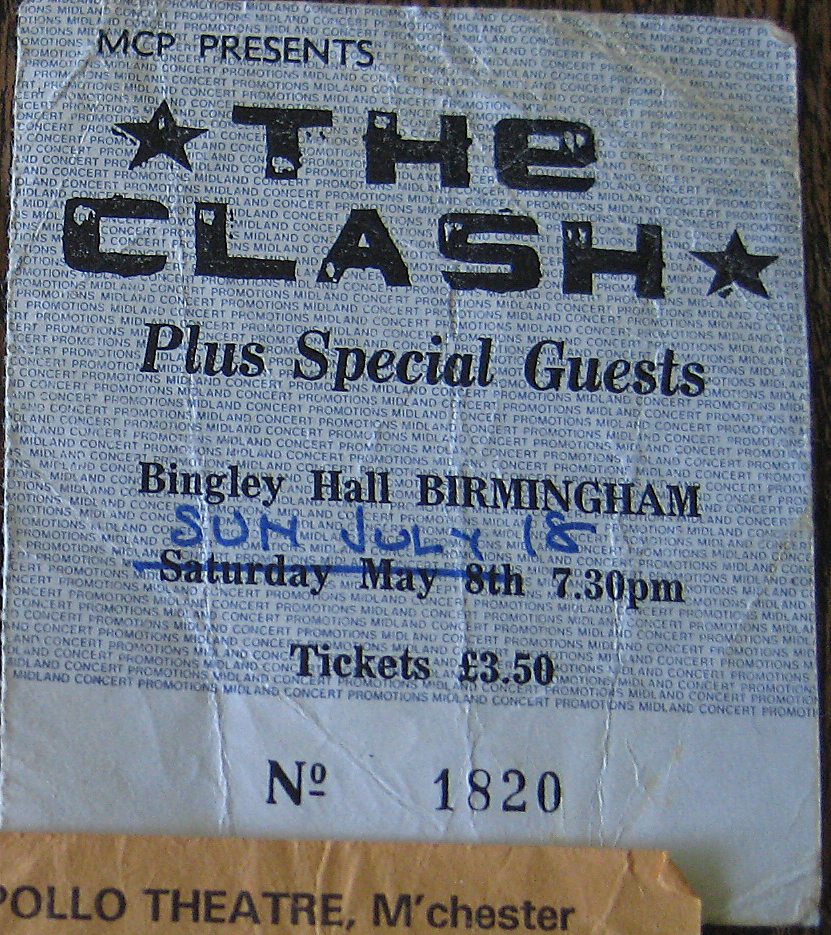 MCP PRESENTS
★ THE
CLASH ★
Plus Special Guests
Bingley Hall BIRMINGHAM
SUN JULY 18
Saturday May 8th 7.30pm
Tickets £3.50
Nº 1820
POLLO THEATRE, M'chester